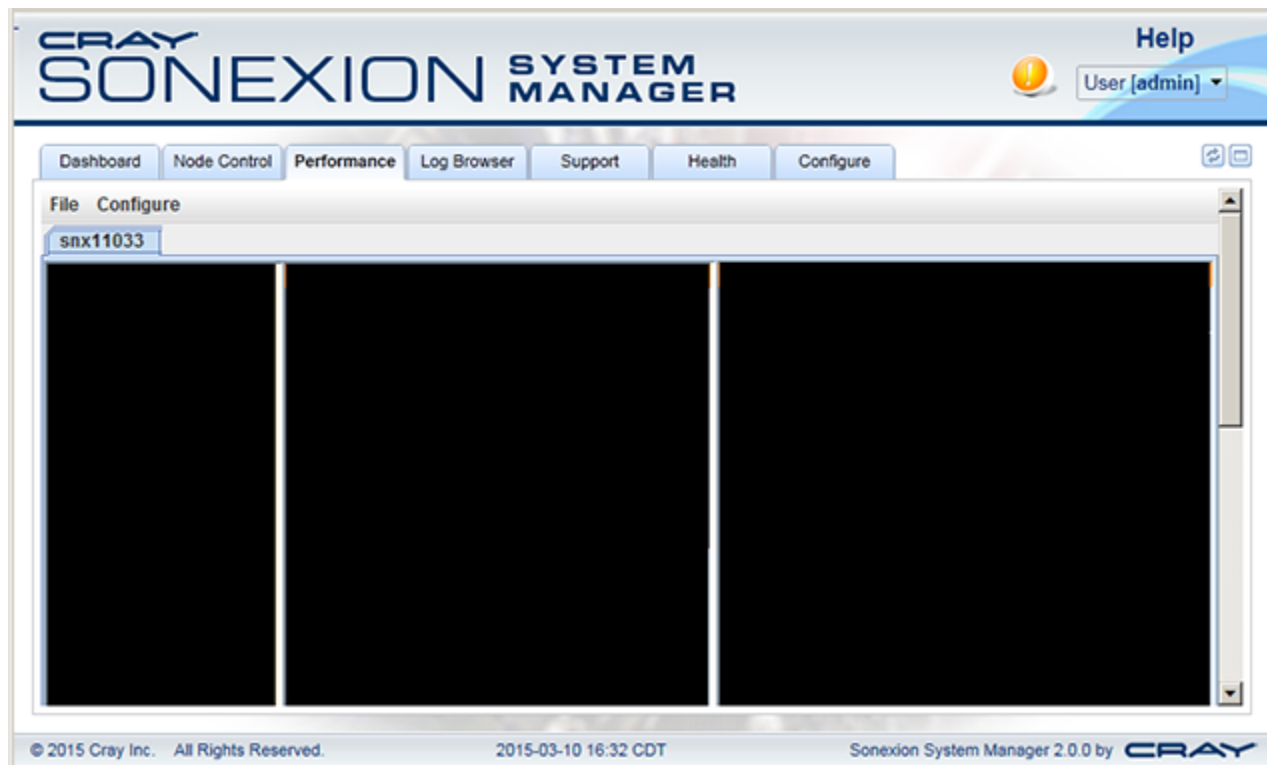 CRAY
SONEXION SYSTEM MANAGER
Help
User [admin]
Dashboard Node Control Performance Log Browser Support Health Configure
File Configure
snx11033
© 2015 Cray Inc. All Rights Reserved. 2015-03-10 16:32 CDT Sonexion System Manager 2.0.0 by CRAY